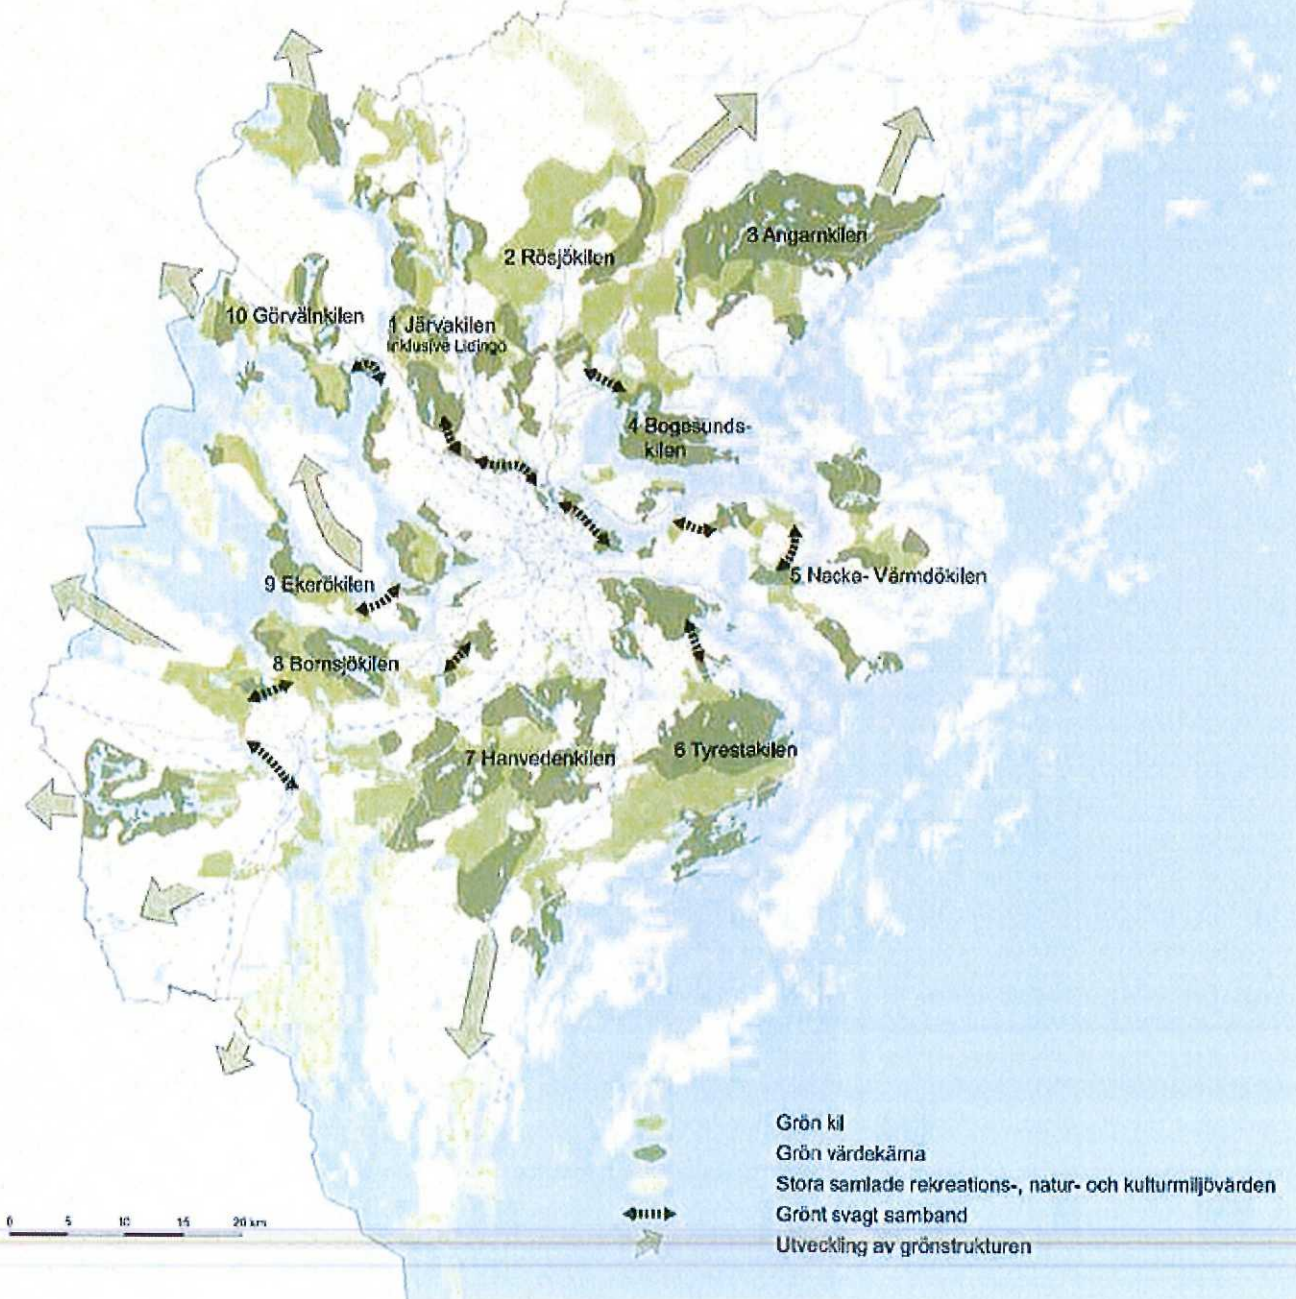 2 Rösjökilen
3 Angarnkilen
10 Görvälnkilen
1 Järvakilen
inklusive Lidingö
4 Bogesunds-
kilen
5 Nacka- Värmdökilen
9 Ekerökilen
8 Bornsjökilen
7 Hanvedenkilen
6 Tyrestakilen
Grön kil
Grön värdekärna
Stora samlade rekreations-, natur- och kulturmiljövärden
Grönt svagt samband
Utveckling av grönstrukturen
0 5 10 15 20 km